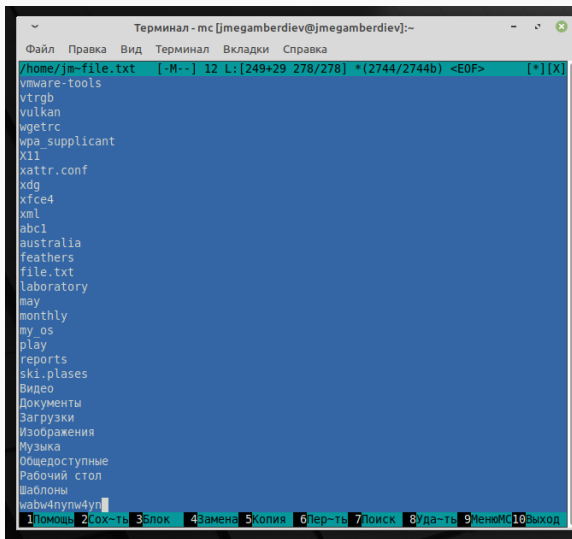 Терминал - mc [jmegamberdiev@jmegamberdiev]:~
Файл Правка Вид Терминал Вкладки Справка
/home/jm~file.txt [-M--] 12 L:[249+29 278/278] *(2744/2744b) <EOF> [*][X]
vmware-tools
vtrgb
vulkan
wgetrc
wpa_supplicant
X11
xattr.conf
xdg
xfce4
xml
abc1
australia
feathers
file.txt
laboratory
may
monthly
my_os
play
reports
ski.plases
Видео
Документы
Загрузки
Изображения
Музыка
Общедоступные
Рабочий стол
Шаблоны
wabw4nynw4yn
1Помощь 2Сох~ть 3Блок 4Замена 5Копия 6Пер~ть 7Поиск 8Уда~ть 9МенюMC 10Выход